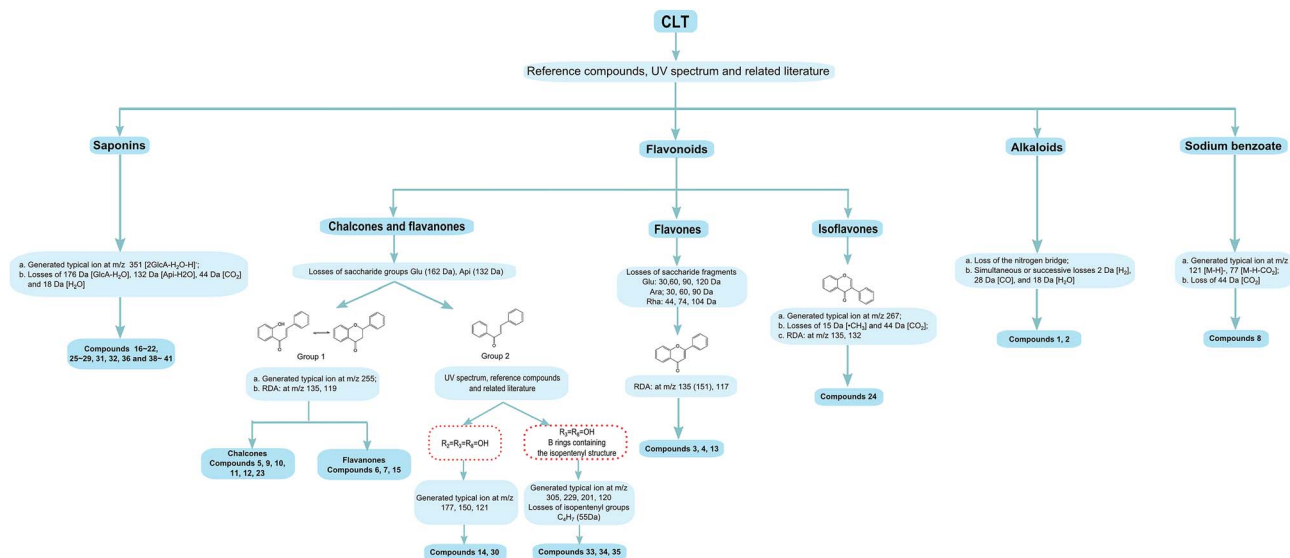 CLT
Reference compounds, UV spectrum and related literature
Saponins
Flavonoids
Alkaloids
Sodium benzoate
Chalcones and flavanones
Flavones
Isoflavones
a. Generated typical ion at m/z 351 [2GlcA-H₂O-H]⁻;
b. Losses of 176 Da [GlcA-H₂O], 132 Da [Api-H2O], 44 Da [CO₂]
and 18 Da [H₂O]
Compounds 16~22,
25~29, 31, 32, 36 and 38~ 41
Losses of saccharide groups Glu (162 Da), Api (132 Da)
OH
O
O
O
Group 1
O
Group 2
a. Generated typical ion at m/z 255;
b. RDA: at m/z 135, 119
Chalcones
Compounds 5, 9, 10,
11, 12, 23
Flavanones
Compounds 6, 7, 15
UV spectrum, reference compounds
and related literature
R₂=R₃=R₆=OH
R₃=R₆=OH
B rings containing
the isopentenyl structure
Generated typical ion at m/z
177, 150, 121
Generated typical ion at m/z
305, 229, 201, 120
Losses of isopentenyl groups
C₄H₇ (55Da)
Compounds 14, 30
Compounds 33, 34, 35
Losses of saccharide fragments
Glu: 30,60, 90, 120 Da
Ara; 30, 60, 90 Da
Rha: 44, 74, 104 Da
O
O
RDA: at m/z 135 (151), 117
Compounds 3, 4, 13
O
O
a. Generated typical ion at m/z 267;
b. Losses of 15 Da [•CH₃] and 44 Da [CO₂];
c. RDA: at m/z 135, 132
Compounds 24
a. Loss of the nitrogen bridge;
b. Simultaneous or successive losses 2 Da [H₂],
28 Da [CO], and 18 Da [H₂O]
Compounds 1, 2
a. Generated typical ion at m/z
121 [M-H]-, 77 [M-H-CO₂];
b. Loss of 44 Da [CO₂]
Compounds 8